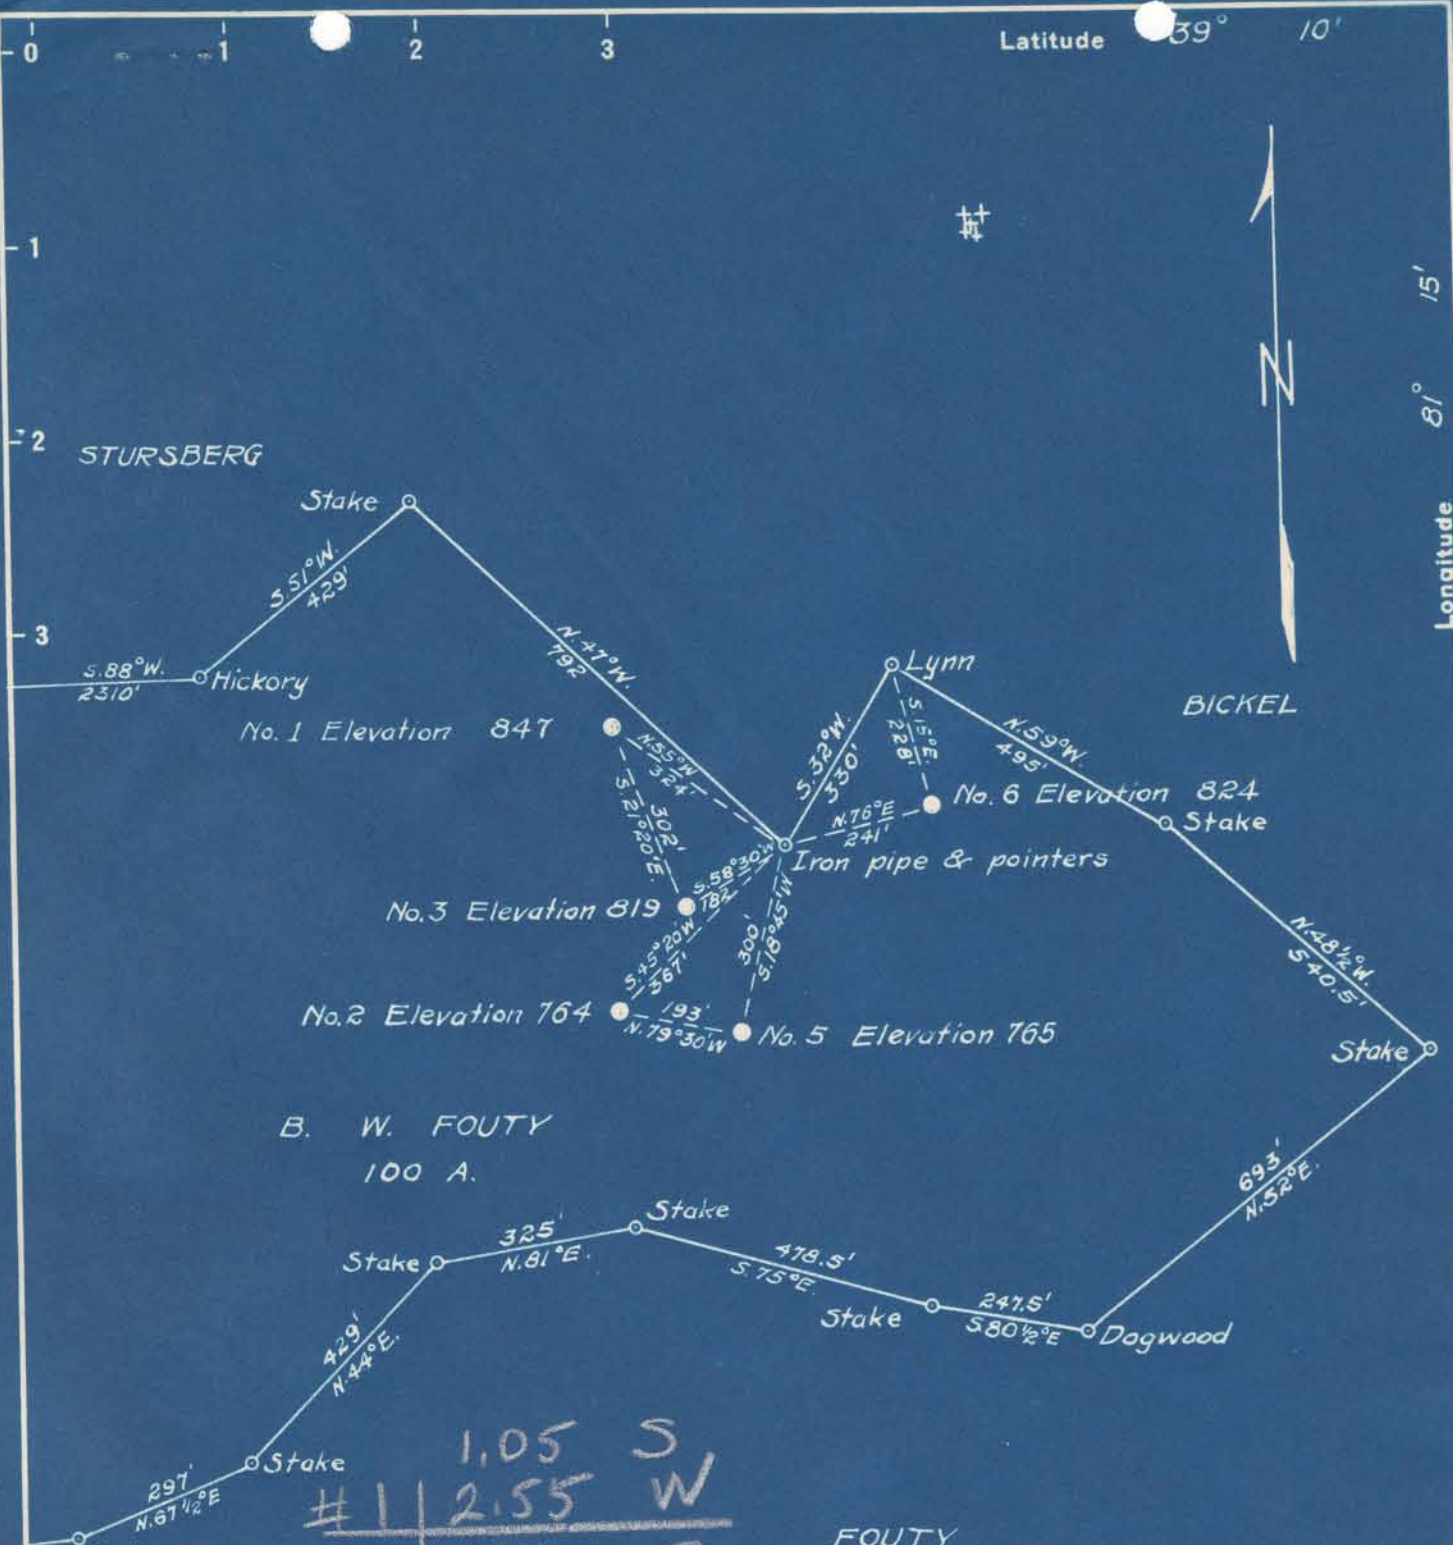 0 1 2 3 Latitude 39° 10'
1
15'
81°
Longitude
2
STURSBERG
Stake
N
S.51°W.
429'
3
N.47°W.
792
S.88°W.
2310'
Hickory
Lynn
BICKEL
No. 1 Elevation 847
N.55°W
324'
S.32°W.
330'
S.15°E.
228'
N.59°W.
495'
No. 6 Elevation 824
N.76°E
241'
Stake
302'
S.21°20'E.
Iron pipe & pointers
S.58°30'W
182'
No. 3 Elevation 819
S.45°20'W
367'
300'
S.18°45'W
N.48½°W.
540.5'
No. 2 Elevation 764
193'
N.79°30'W
No. 5 Elevation 765
Stake
B. W. FOUTY
100 A.
693'
N.52°E.
Stake
325'
N.81°E.
Stake
478.5'
S.75°E.
Stake
247.5'
S80½°E
Dogwood
429'
N.44°E.
1.05 S
Stake
297'
N.67½°E
#1 2.55 W
FOUTY